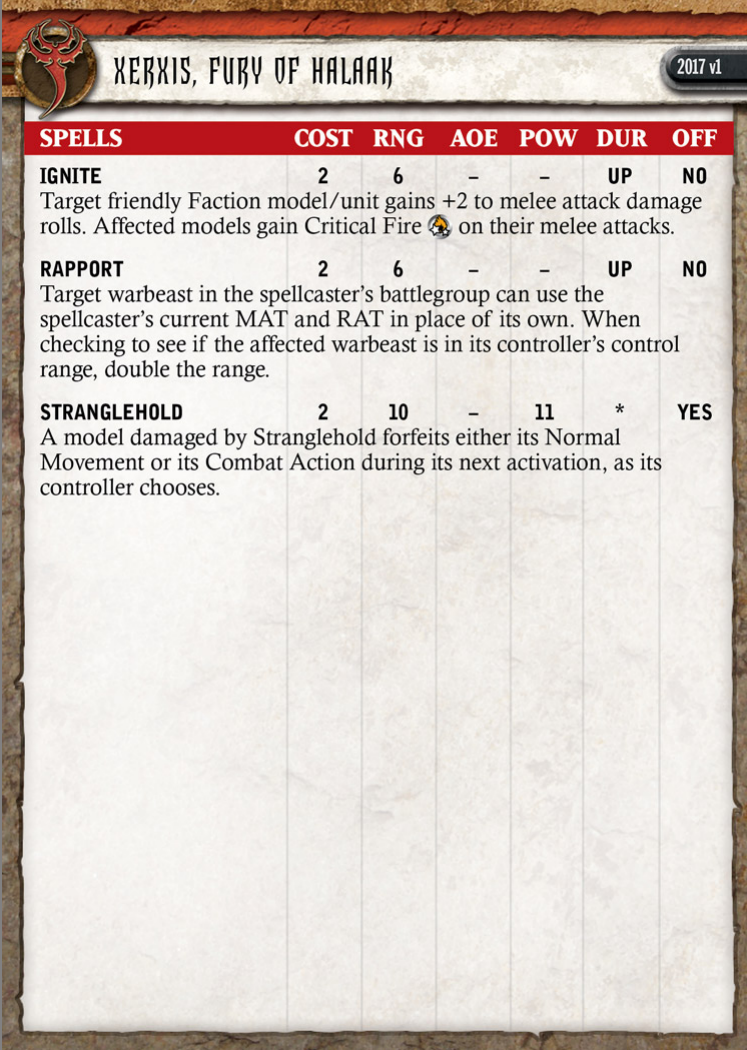 XERXIS, FURY OF HALAAK
2017 v1
SPELLS COST RNG AOE POW DUR OFF
IGNITE 2 6 – – UP NO
Target friendly Faction model/unit gains +2 to melee attack damage
rolls. Affected models gain Critical Fire on their melee attacks.
RAPPORT 2 6 – – UP NO
Target warbeast in the spellcaster’s battlegroup can use the
spellcaster’s current MAT and RAT in place of its own. When
checking to see if the affected warbeast is in its controller’s control
range, double the range.
STRANGLEHOLD 2 10 – 11 * YES
A model damaged by Stranglehold forfeits either its Normal
Movement or its Combat Action during its next activation, as its
controller chooses.